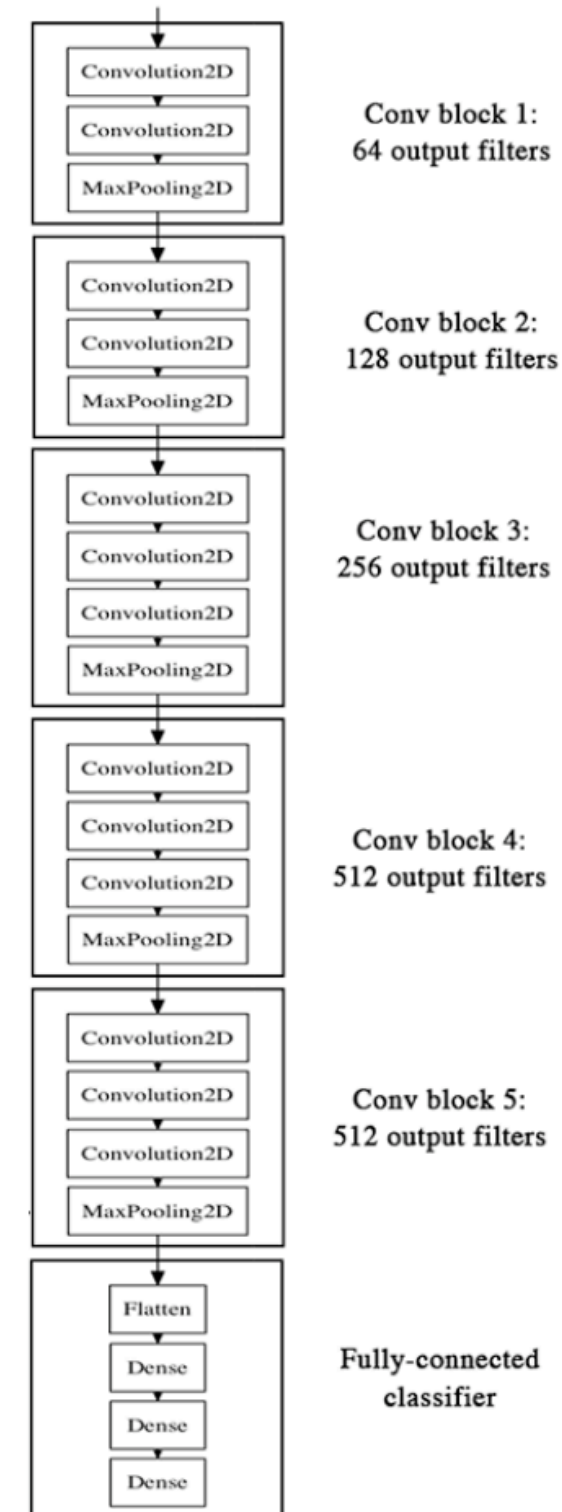 Convolution2D
Convolution2D
MaxPooling2D
Conv block 1:
64 output filters
Convolution2D
Convolution2D
MaxPooling2D
Conv block 2:
128 output filters
Convolution2D
Convolution2D
Convolution2D
MaxPooling2D
Conv block 3:
256 output filters
Convolution2D
Convolution2D
Convolution2D
MaxPooling2D
Conv block 4:
512 output filters
Convolution2D
Convolution2D
Convolution2D
MaxPooling2D
Conv block 5:
512 output filters
Flatten
Dense
Dense
Dense
Fully-connected
classifier